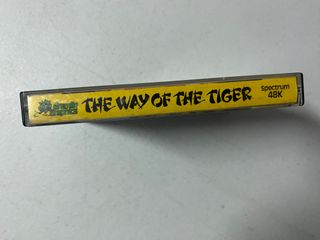 THE WAY OF THE TIGER
Spectrum
48K